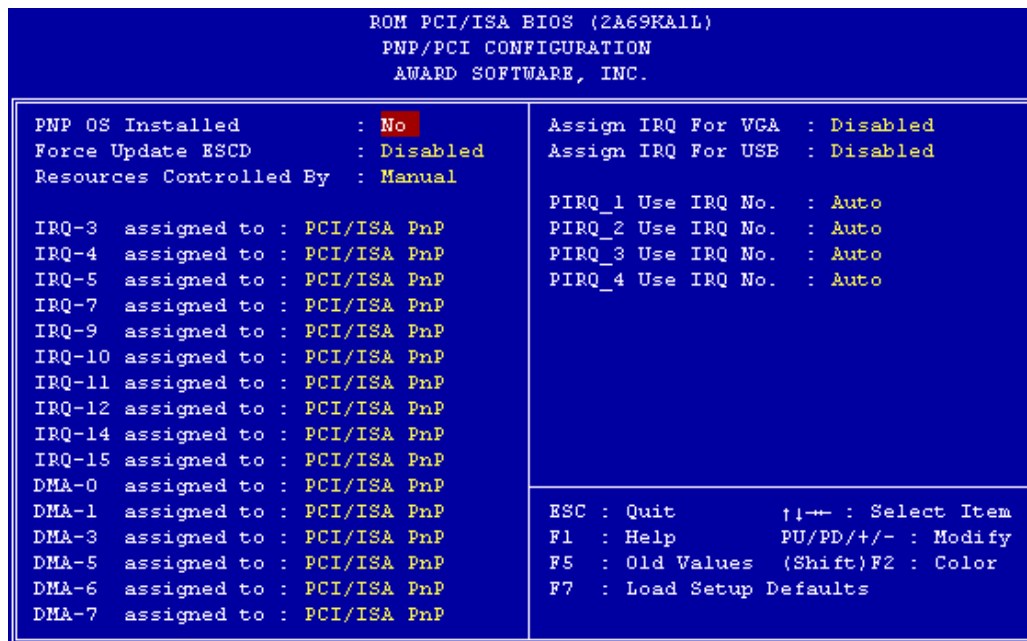 ROM PCI/ISA BIOS (2A69KA1L)
PNP/PCI CONFIGURATION
AWARD SOFTWARE, INC.
PNP OS Installed : No
Force Update ESCD : Disabled
Resources Controlled By : Manual
IRQ-3 assigned to : PCI/ISA PnP
IRQ-4 assigned to : PCI/ISA PnP
IRQ-5 assigned to : PCI/ISA PnP
IRQ-7 assigned to : PCI/ISA PnP
IRQ-9 assigned to : PCI/ISA PnP
IRQ-10 assigned to : PCI/ISA PnP
IRQ-11 assigned to : PCI/ISA PnP
IRQ-12 assigned to : PCI/ISA PnP
IRQ-14 assigned to : PCI/ISA PnP
IRQ-15 assigned to : PCI/ISA PnP
DMA-0 assigned to : PCI/ISA PnP
DMA-1 assigned to : PCI/ISA PnP
DMA-3 assigned to : PCI/ISA PnP
DMA-5 assigned to : PCI/ISA PnP
DMA-6 assigned to : PCI/ISA PnP
DMA-7 assigned to : PCI/ISA PnP
Assign IRQ For VGA : Disabled
Assign IRQ For USB : Disabled
PIRQ_1 Use IRQ No. : Auto
PIRQ_2 Use IRQ No. : Auto
PIRQ_3 Use IRQ No. : Auto
PIRQ_4 Use IRQ No. : Auto
ESC : Quit ↑↓→← : Select Item
F1 : Help PU/PD/+/- : Modify
F5 : Old Values (Shift)F2 : Color
F7 : Load Setup Defaults